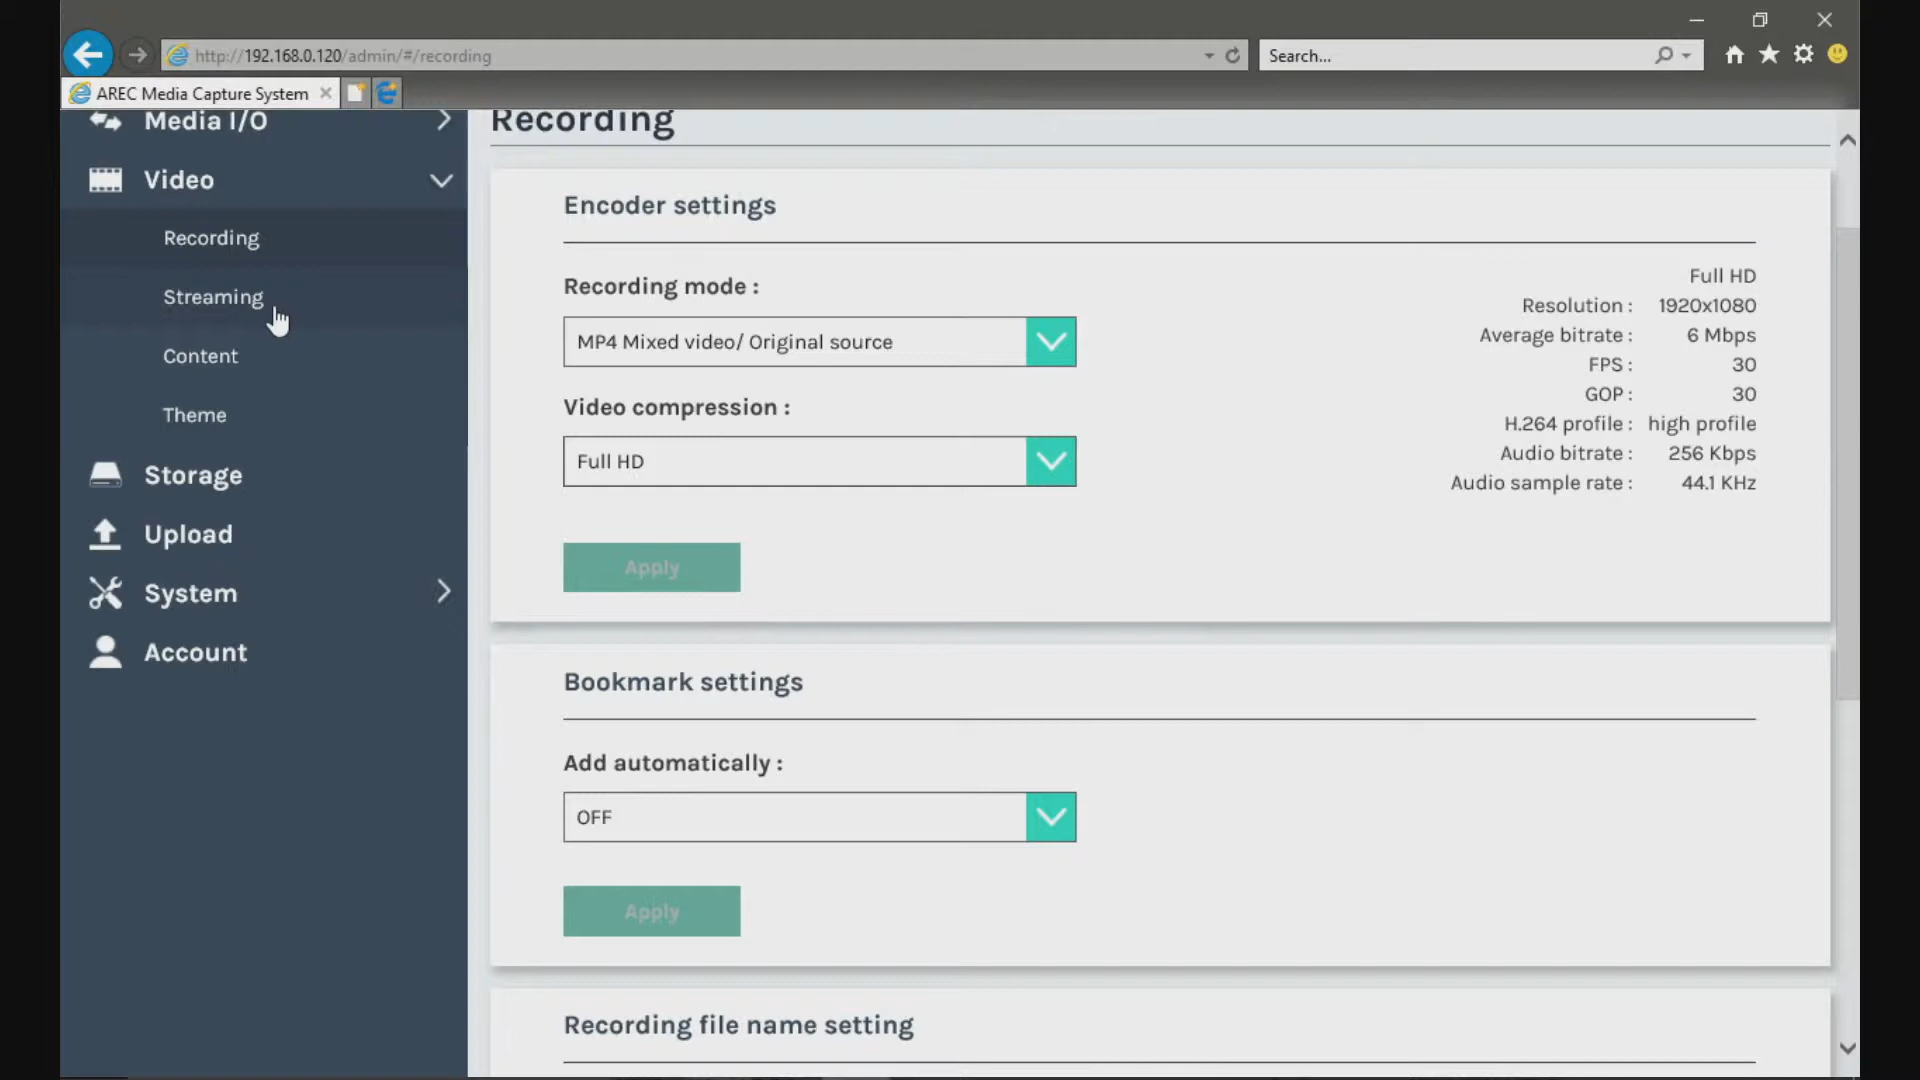 http://192.168.0.120/admin/#/recording
Search...
AREC Media Capture System
Media I/O
Video
Recording
Streaming
Content
Theme
Storage
Upload
System
Account
Recording
Encoder settings
Recording mode :
MP4 Mixed video/ Original source
Video compression :
Full HD
Apply
Full HD
Resolution : 1920x1080
Average bitrate : 6 Mbps
FPS : 30
GOP : 30
H.264 profile : high profile
Audio bitrate : 256 Kbps
Audio sample rate : 44.1 KHz
Bookmark settings
Add automatically :
OFF
Apply
Recording file name setting